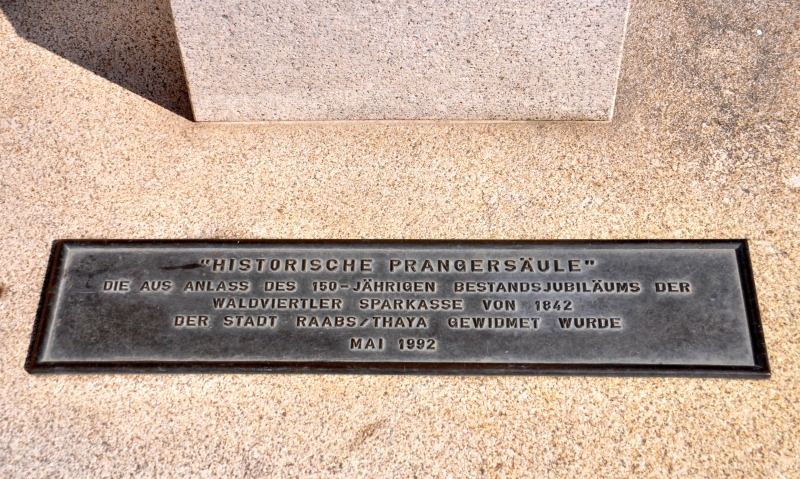 "HISTORISCHE PRANGERSÄULE"
DIE AUS ANLASS DES 150-JÄHRIGEN BESTANDSJUBILÄUMS DER
WALDVIERTLER SPARKASSE VON 1842
DER STADT RAABS/THAYA GEWIDMET WURDE
MAI 1992